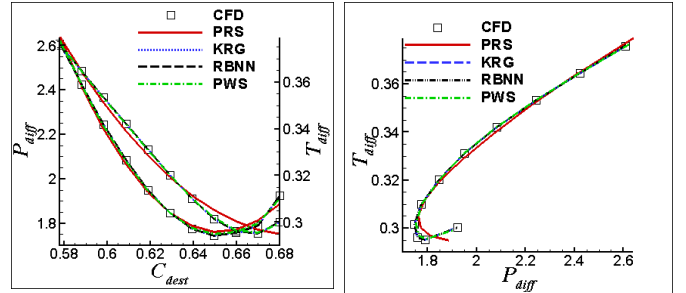 CFD
PRS
KRG
RBNN
PWS
2.6
2.4
2.2
2
1.8
P_diff
0.36
0.34
0.32
0.3
T_diff
0.58 0.6 0.62 0.64 0.66 0.68
C_dest
CFD
PRS
KRG
RBNN
PWS
0.36
0.34
0.32
0.3
T_diff
1.8 2 2.2 2.4 2.6
P_diff